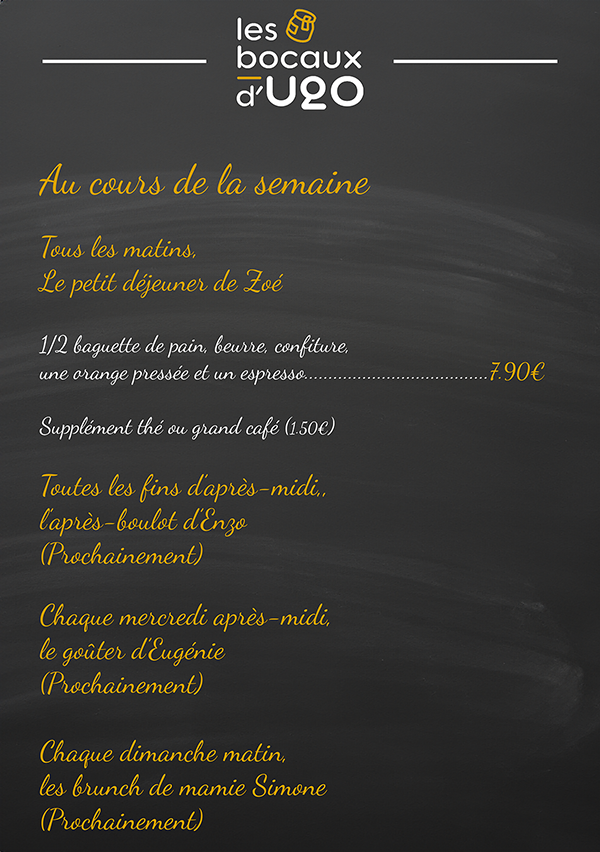 les
bocaux
d'Ugo
Au cours de la semaine
Tous les matins,
Le petit déjeuner de Zoé
1/2 baguette de pain, beurre, confiture,
une orange pressée et un espresso......................................7.90€
Supplément thé ou grand café (1.50€)
Toutes les fins d'après-midi,,
l'après-boulot d'Enzo
(Prochainement)
Chaque mercredi après-midi,
le goûter d'Eugénie
(Prochainement)
Chaque dimanche matin,
les brunch de mamie Simone
(Prochainement)